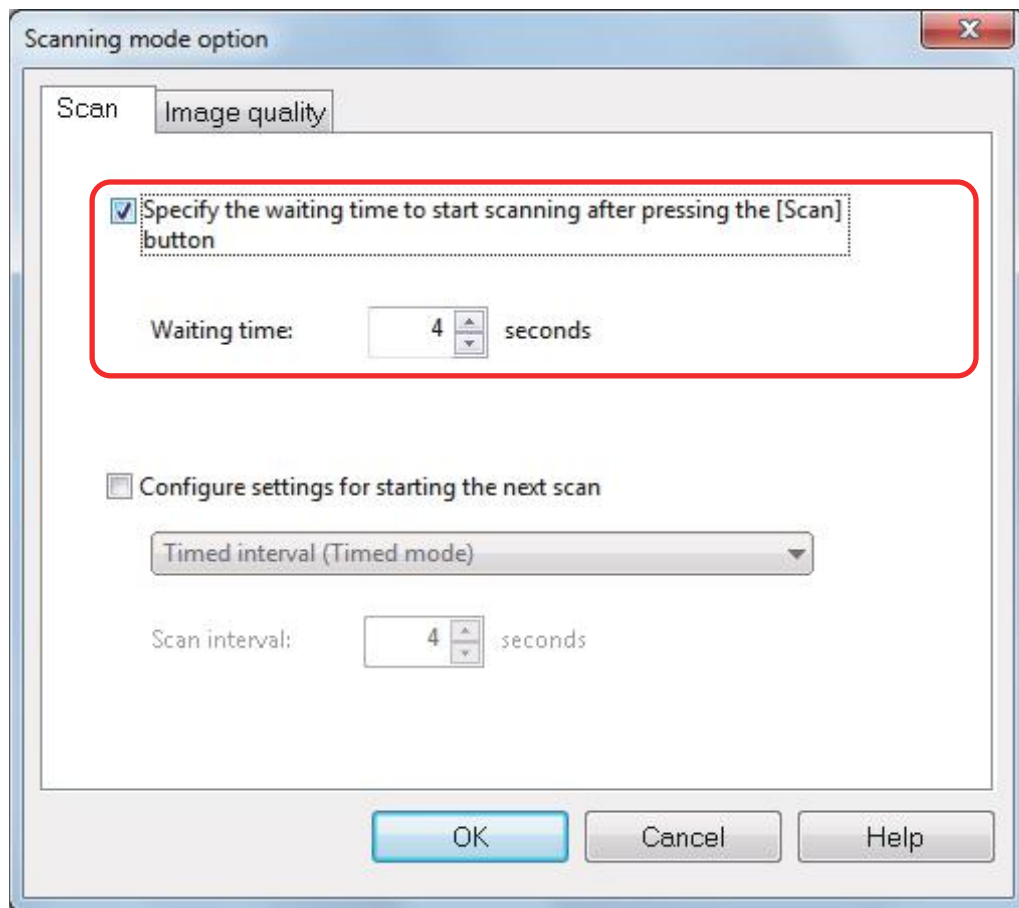 Scanning mode option
Scan
Image quality
Specify the waiting time to start scanning after pressing the [Scan]
button
Waiting time: 4 seconds
Configure settings for starting the next scan
Timed interval (Timed mode)
Scan interval: 4 seconds
OK Cancel Help